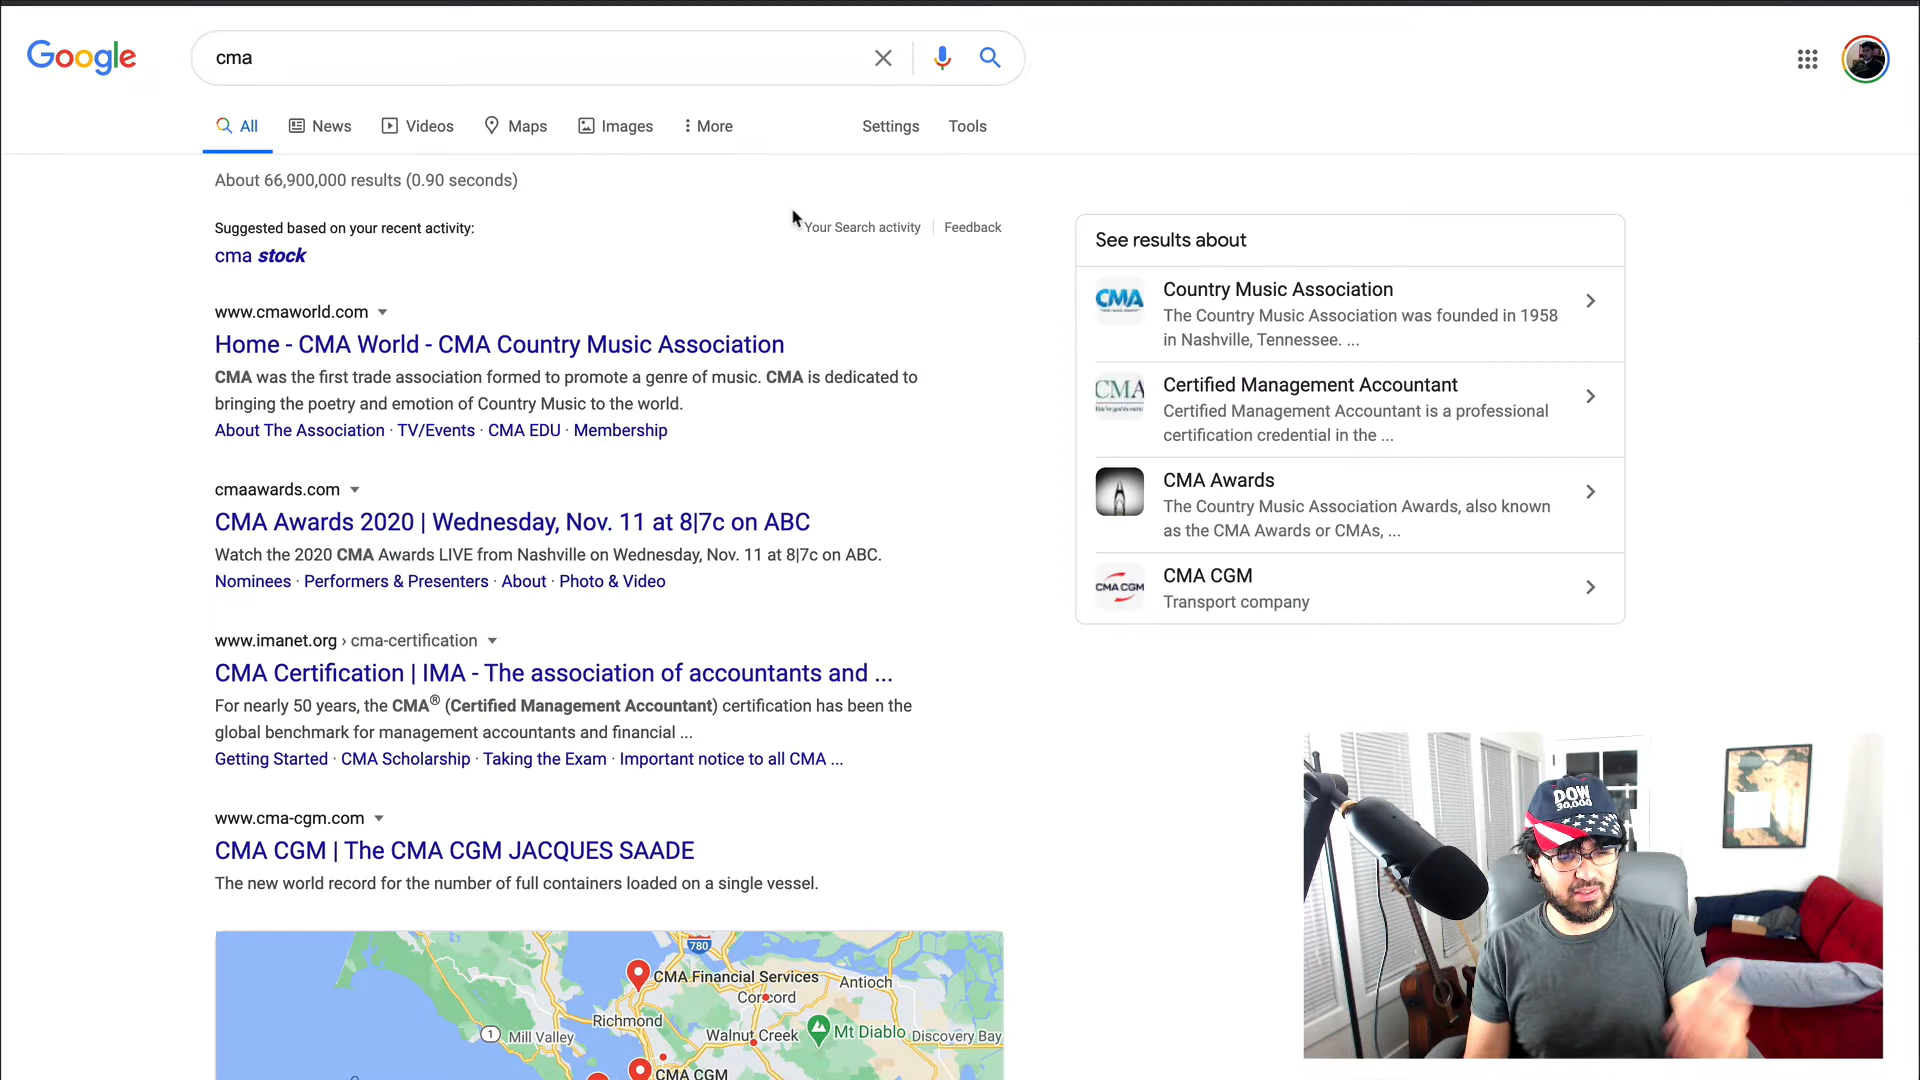 Google
cma
All
News
Videos
Maps
Images
More
Settings
Tools
About 66,900,000 results (0.90 seconds)
Suggested based on your recent activity:
Your Search activity
Feedback
cma stock
www.cmaworld.com
Home - CMA World - CMA Country Music Association
CMA was the first trade association formed to promote a genre of music. CMA is dedicated to
bringing the poetry and emotion of Country Music to the world.
About The Association · TV/Events · CMA EDU · Membership
cmaawards.com
CMA Awards 2020 | Wednesday, Nov. 11 at 8|7c on ABC
Watch the 2020 CMA Awards LIVE from Nashville on Wednesday, Nov. 11 at 8|7c on ABC.
Nominees · Performers & Presenters · About · Photo & Video
www.imanet.org › cma-certification
CMA Certification | IMA - The association of accountants and ...
For nearly 50 years, the CMA® (Certified Management Accountant) certification has been the
global benchmark for management accountants and financial ...
Getting Started · CMA Scholarship · Taking the Exam · Important notice to all CMA ...
www.cma-cgm.com
CMA CGM | The CMA CGM JACQUES SAADE
The new world record for the number of full containers loaded on a single vessel.
780
CMA Financial Services
Antioch
Concord
Richmond
1
Mill Valley
Walnut Creek
Mt Diablo
Discovery Bay
CMA CGM
See results about
CMA
Country Music Association
The Country Music Association was founded in 1958
in Nashville, Tennessee. ...
CMA
Certified Management Accountant
Certified Management Accountant is a professional
certification credential in the ...
CMA Awards
The Country Music Association Awards, also known
as the CMA Awards or CMAs, ...
CMA CGM
CMA CGM
Transport company
DOW
30,000